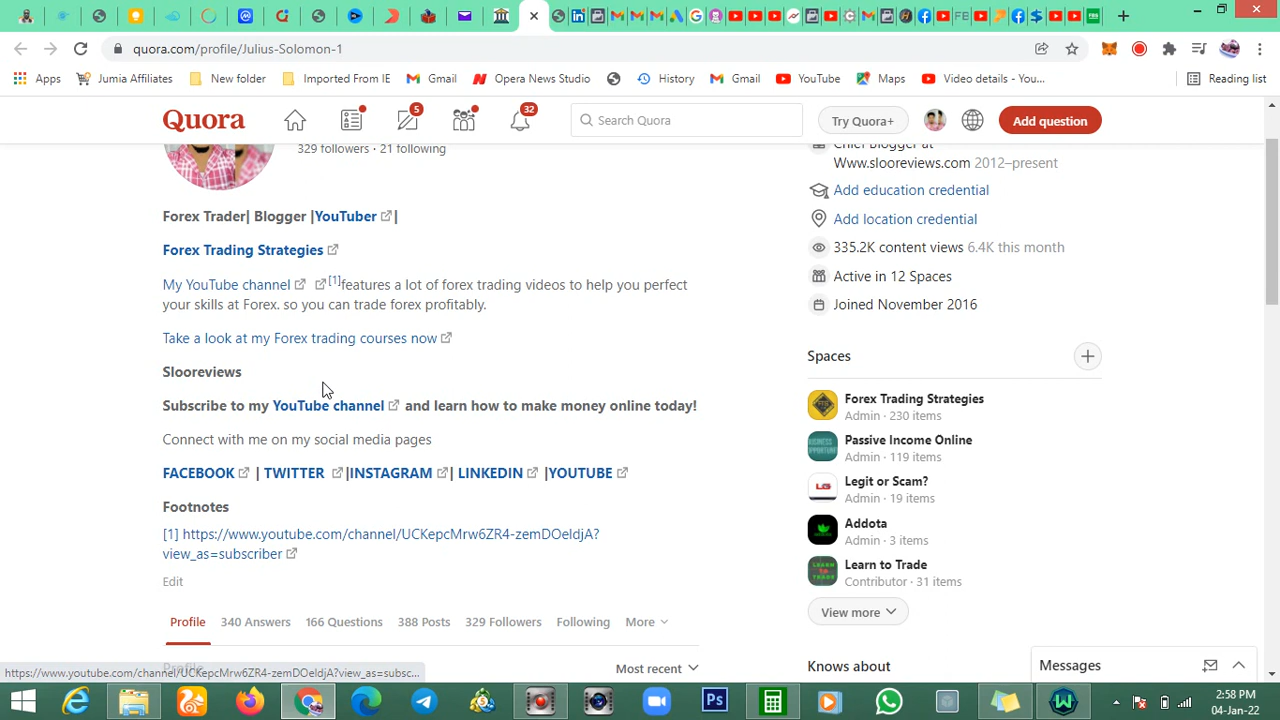 quora.com/profile/Julius-Solomon-1
Apps
Jumia Affiliates
New folder
Imported From IE
Gmail
Opera News Studio
History
Gmail
YouTube
Maps
Video details - You...
Reading list
Quora
5
32
Search Quora
Try Quora+
Add question
329 followers · 21 following
Forex Trader| Blogger |YouTuber |
Forex Trading Strategies
My YouTube channel [1]features a lot of forex trading videos to help you perfect
your skills at Forex. so you can trade forex profitably.
Take a look at my Forex trading courses now
Slooreviews
Subscribe to my YouTube channel and learn how to make money online today!
Connect with me on my social media pages
FACEBOOK | TWITTER |INSTAGRAM | LINKEDIN |YOUTUBE
Footnotes
[1] https://www.youtube.com/channel/UCKepcMrw6ZR4-zemDOeIdjA?
view_as=subscriber
Edit
Profile
340 Answers
166 Questions
388 Posts
329 Followers
Following
More
Profile
Most recent
Chief Blogger at
Www.slooreviews.com 2012–present
Add education credential
Add location credential
335.2K content views 6.4K this month
Active in 12 Spaces
Joined November 2016
Spaces
Forex Trading Strategies
Admin · 230 items
Passive Income Online
Admin · 119 items
Legit or Scam?
Admin · 19 items
Addota
Admin · 3 items
Learn to Trade
Contributor · 31 items
View more
Knows about
Messages
https://www.youtube.com/channel/UCKepcMrw6ZR4-zemDOeIdjA?view_as=subsc...
2:58 PM
04-Jan-22